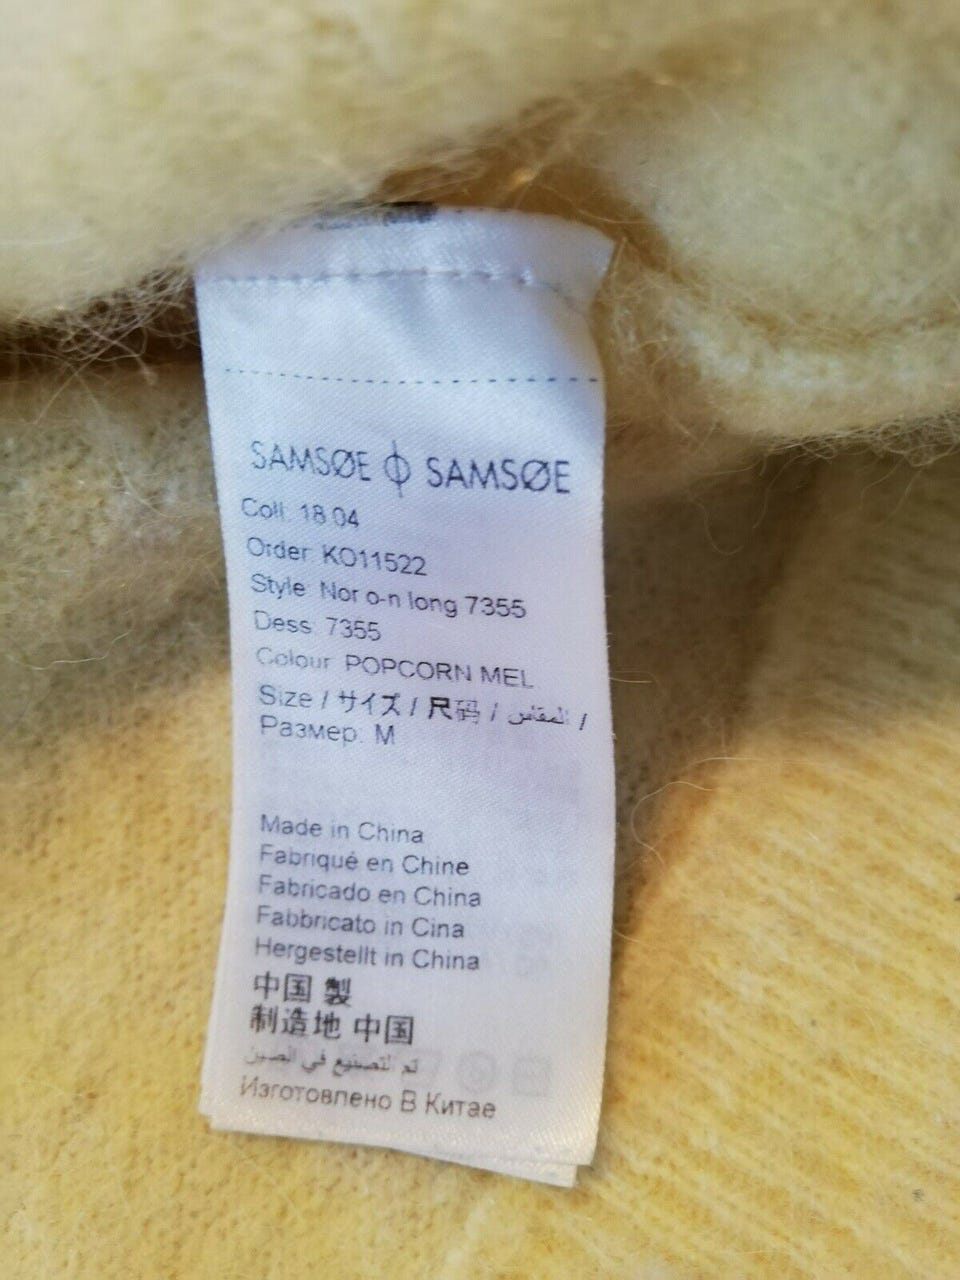 SAMSØE Φ SAMSØE
Coll: 18 04
Order: KO11522
Style: Nor o-n long 7355
Dess: 7355
Colour: POPCORN MEL
Size / サイズ / 尺码 / المقاس /
Размер: M
Made in China
Fabriqué en Chine
Fabricado en China
Fabbricato in Cina
Hergestellt in China
中国 製
制造地 中国
تم التصنيع في الصين
Изготовлено В Китае